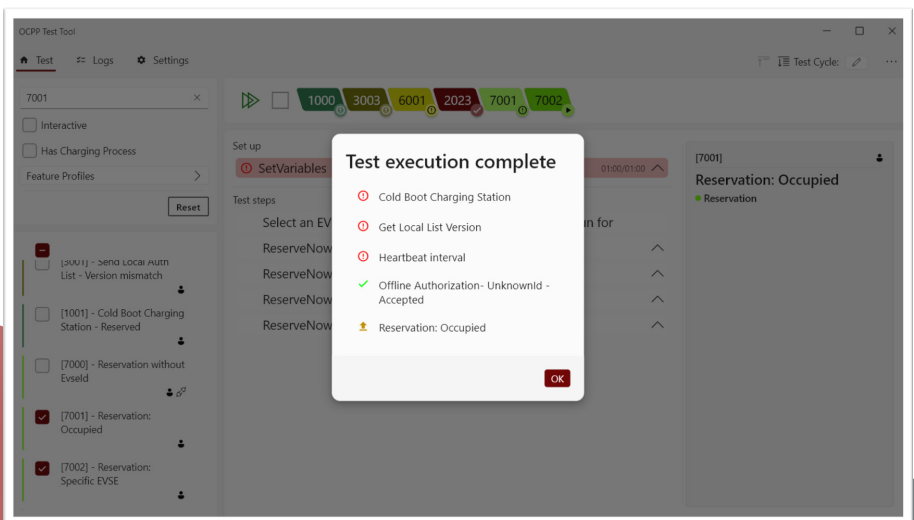 OCPP Test Tool
Test Logs Settings
Test Cycle:
7001
Interactive
Has Charging Process
Feature Profiles
Reset
[3001] - Send Local Auth
List - Version mismatch
[1001] - Cold Boot Charging
Station - Reserved
[7000] - Reservation without
EvseId
[7001] - Reservation:
Occupied
[7002] - Reservation:
Specific EVSE
1000 3003 6001 2023 7001 7002
Set up
SetVariables 01:00/01:00
Test steps
Select an EV
n for
ReserveNow
ReserveNow
ReserveNow
ReserveNow
Test execution complete
Cold Boot Charging Station
Get Local List Version
Heartbeat interval
Offline Authorization- UnknownId -
Accepted
Reservation: Occupied
OK
[7001]
Reservation: Occupied
Reservation